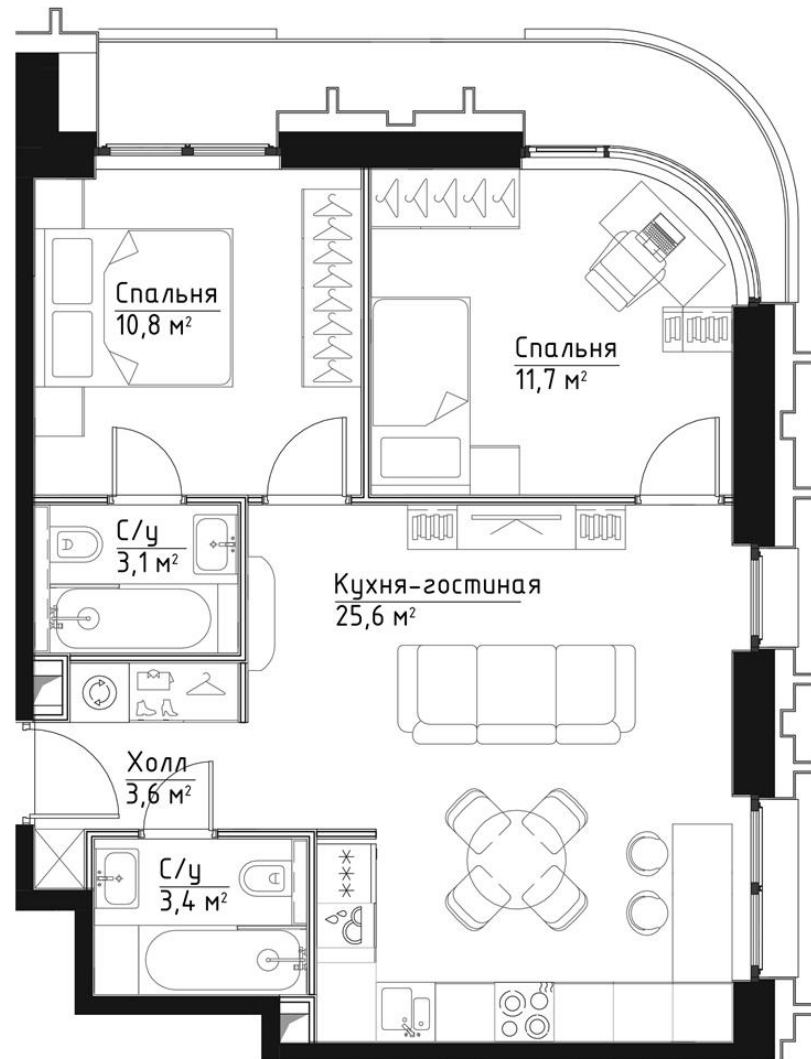 Спальня
10,8 м²
Спальня
11,7 м²
С/у
3,1 м²
Кухня-гостиная
25,6 м²
Холл
3,6 м²
С/у
3,4 м²